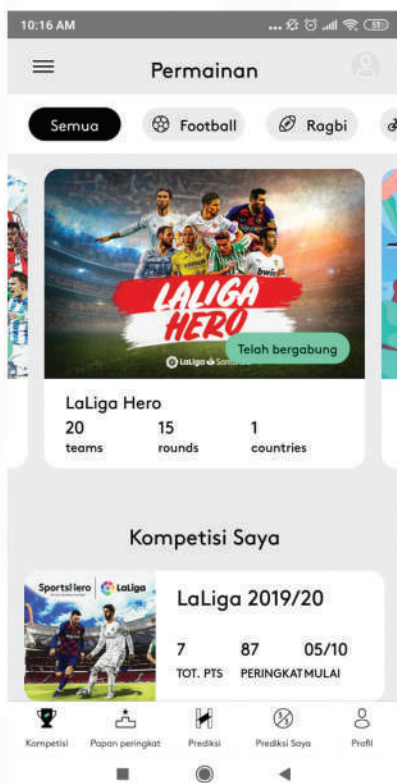 10:16 AM
Permainan
Semua Football Ragbi
bwin
LALIGA
HERO
Telah bergabung
LaLiga
LaLiga Hero
20 15 1
teams rounds countries
Kompetisi Saya
SportsHero LaLiga
LaLiga 2019/20
7 87 05/10
TOT. PTS PERINGKAT MULAI
Kompetisi Papan peringkat Prediksi Prediksi Saya Profil